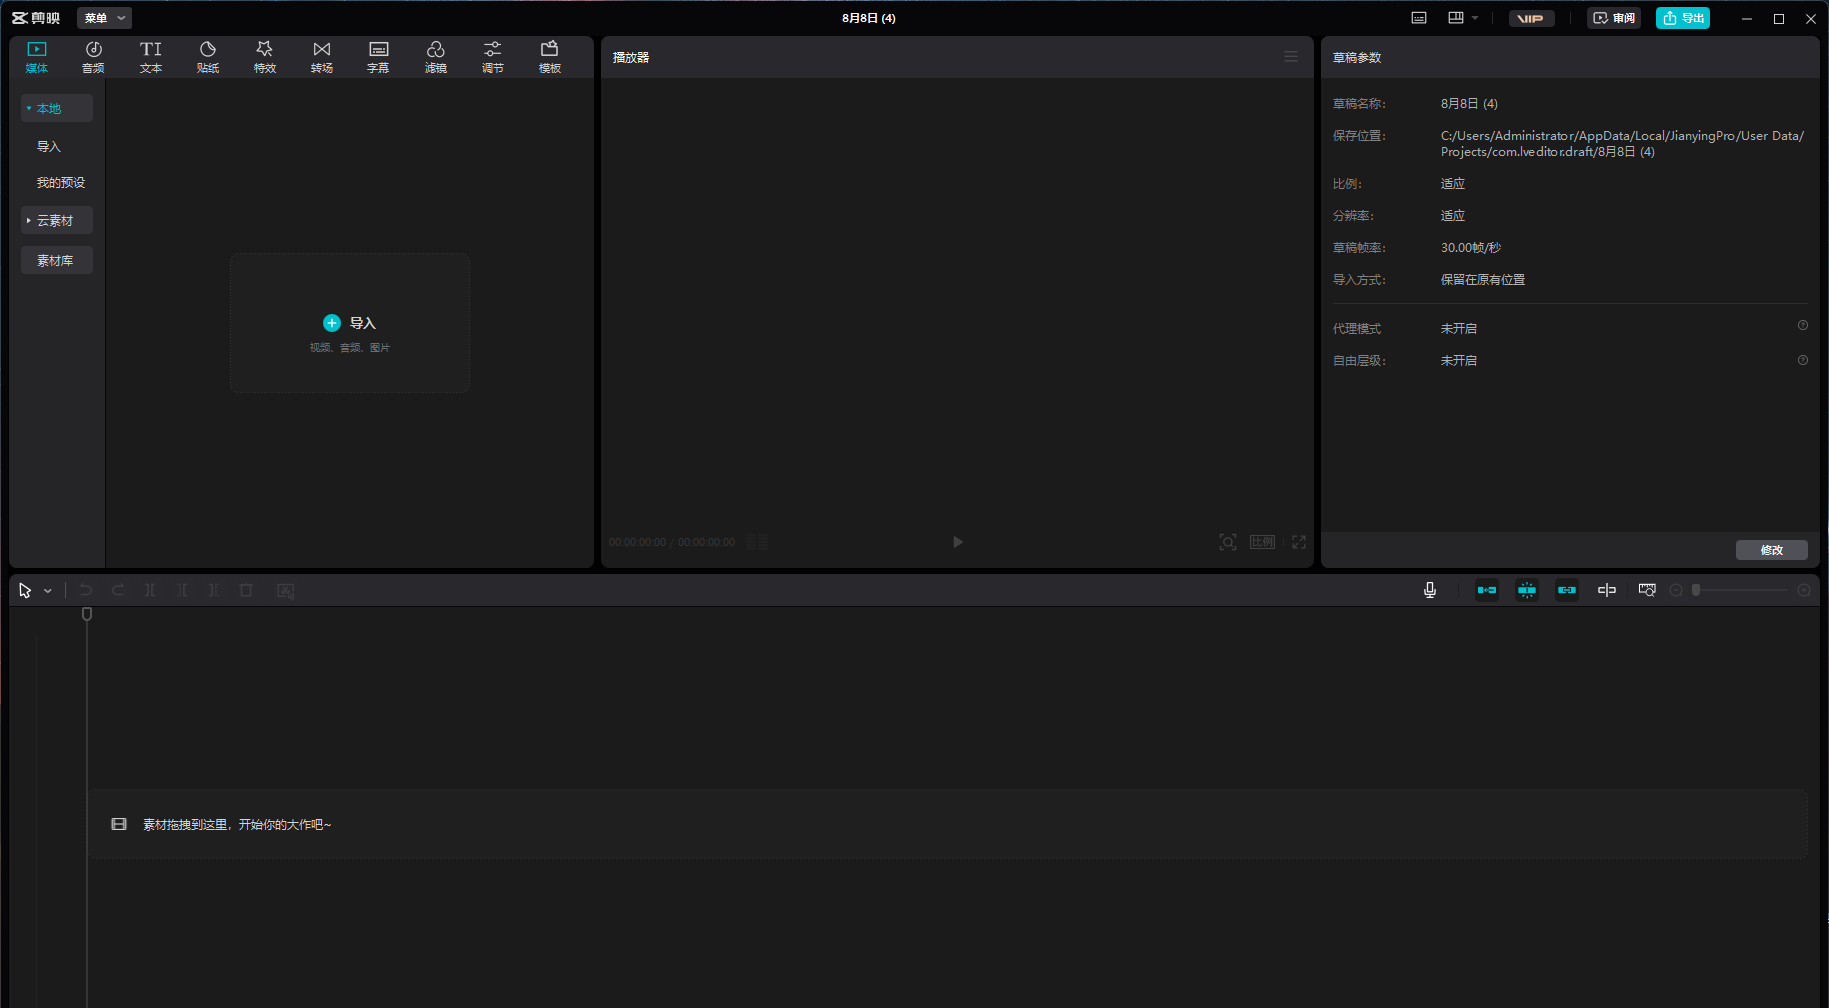 剪映
菜单
8月8日 (4)
VIP
审阅
导出
媒体
音频
文本
贴纸
特效
转场
字幕
滤镜
调节
模板
本地
导入
我的预设
云素材
素材库
导入
视频、音频、图片
播放器
00:00:00:00 / 00:00:00:00
比例
草稿参数
草稿名称:
8月8日 (4)
保存位置:
C:/Users/Administrator/AppData/Local/JianyingPro/User Data/
Projects/com.lveditor.draft/8月8日 (4)
比例:
适应
分辨率:
适应
草稿帧率:
30.00帧/秒
导入方式:
保留在原有位置
代理模式
未开启
自由层级:
未开启
修改
素材拖拽到这里，开始你的大作吧~